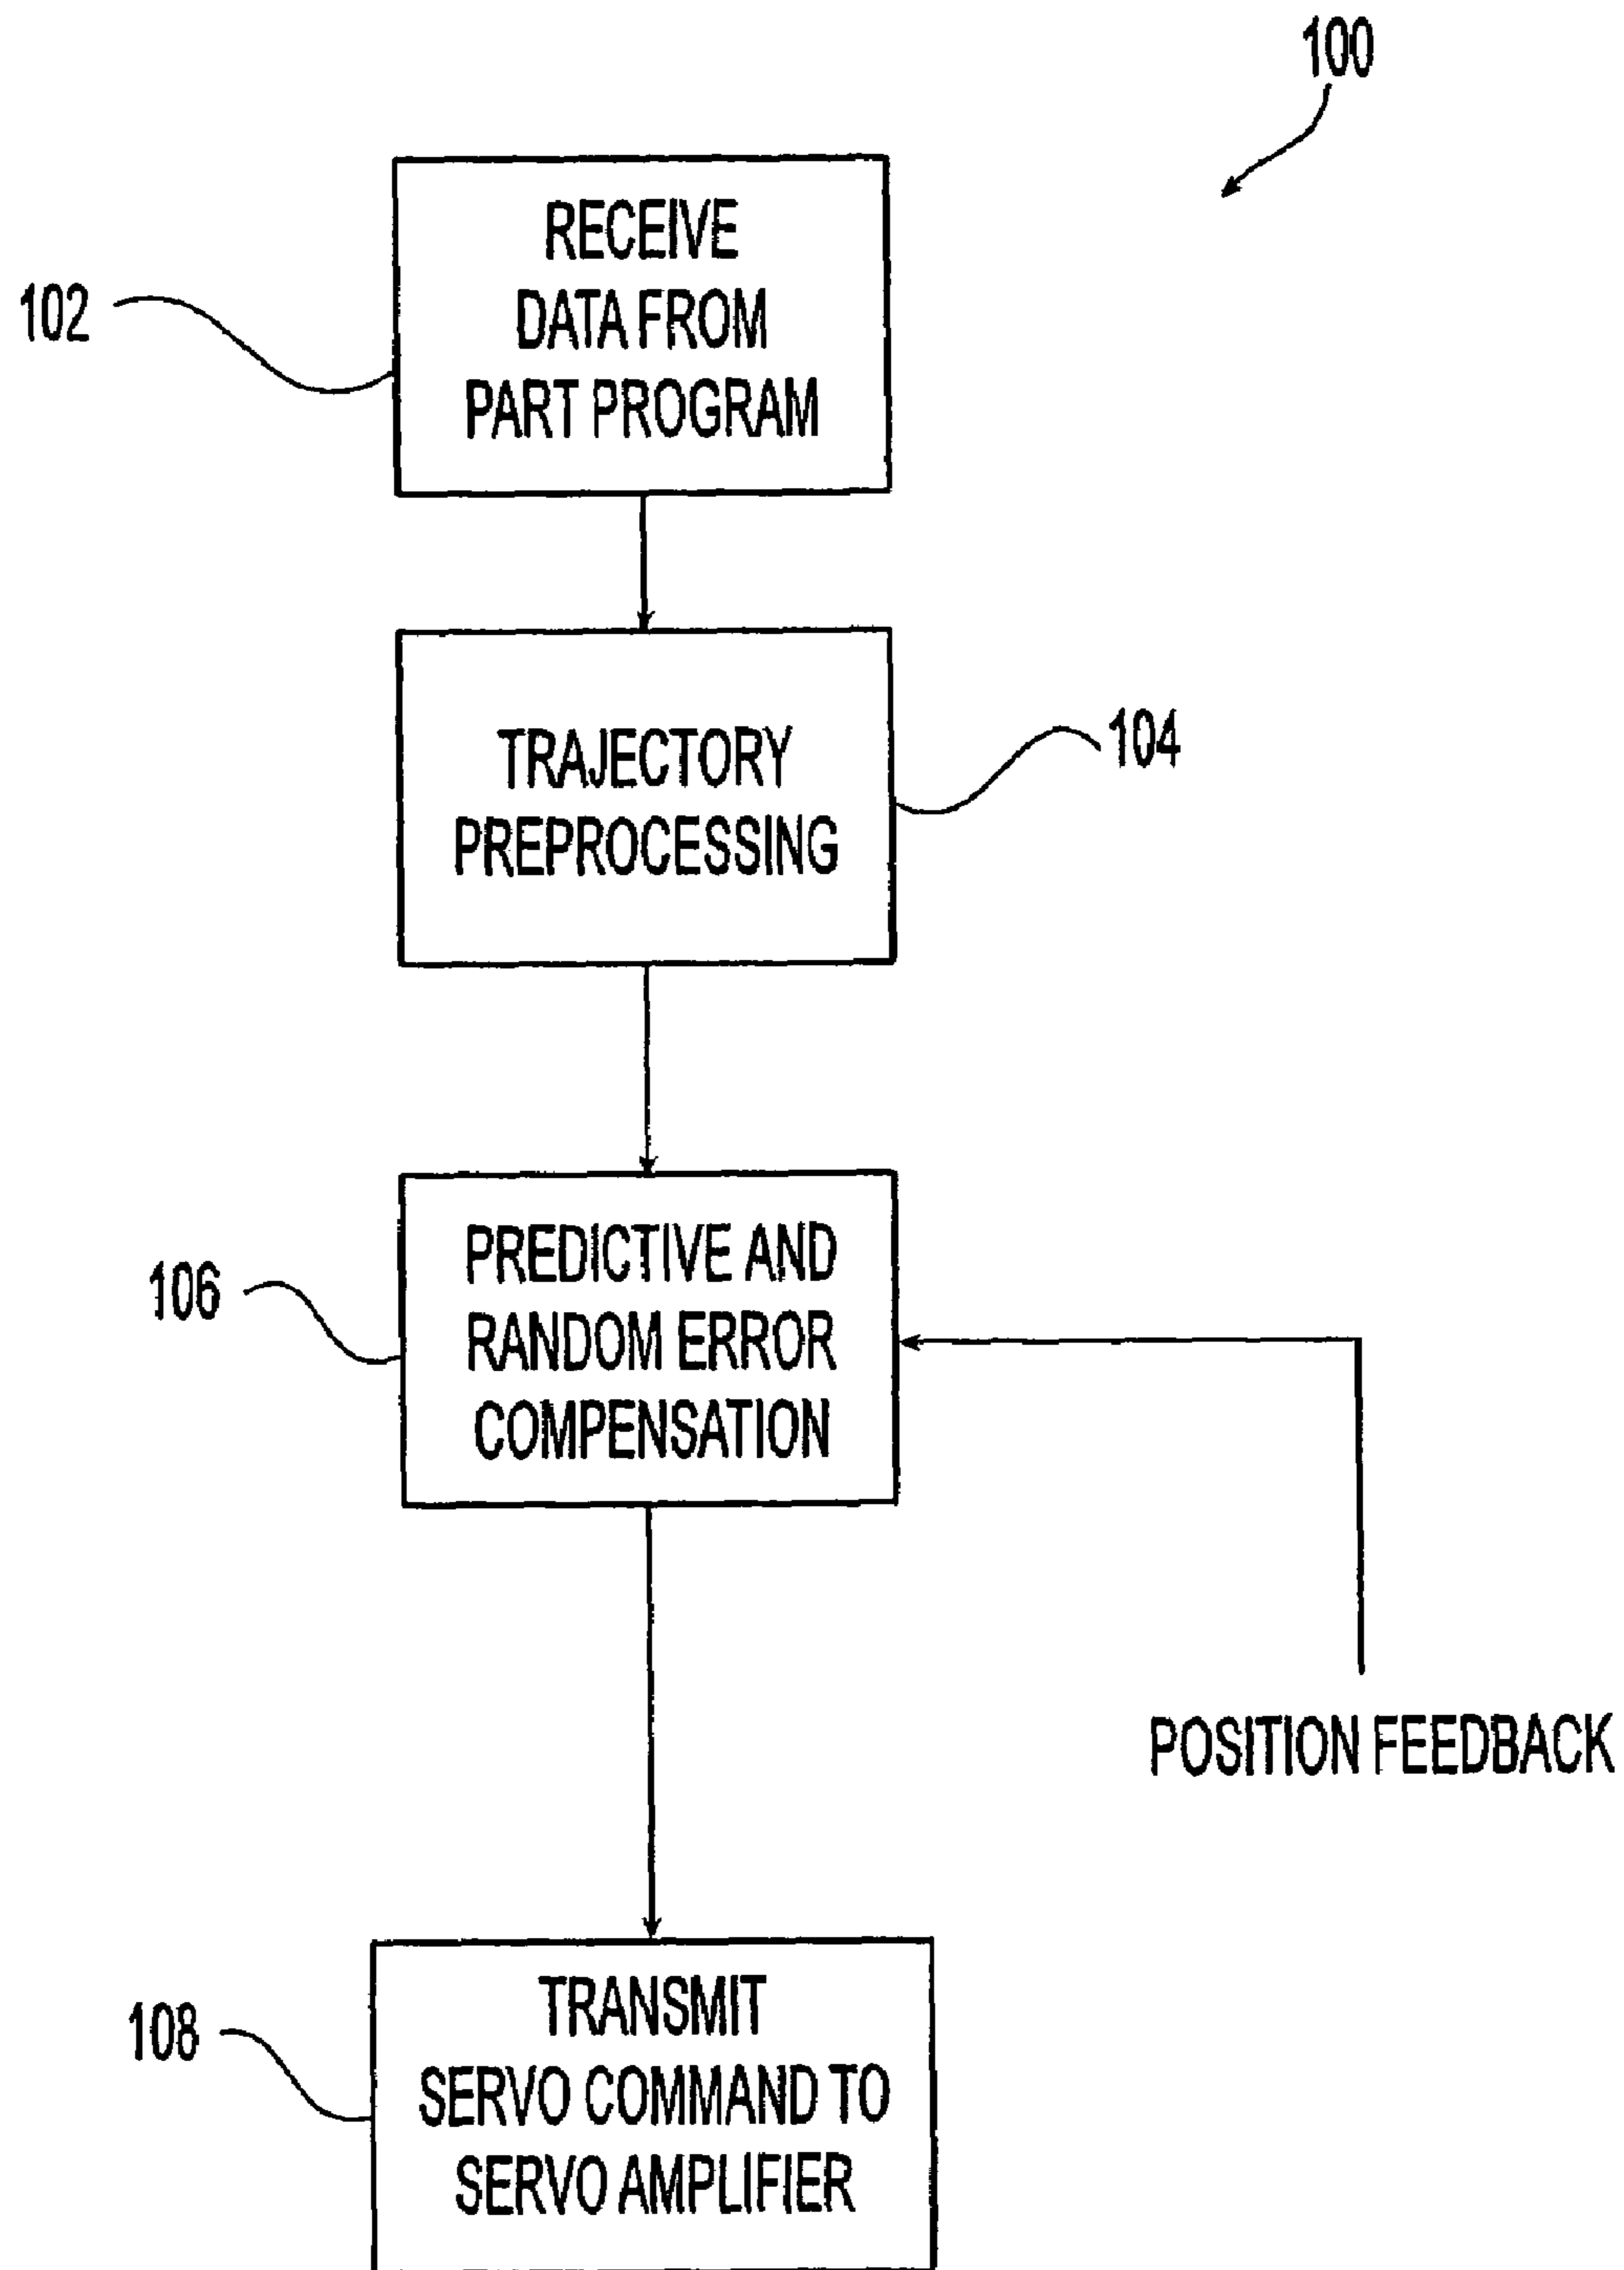 100
102
RECEIVE
DATA FROM
PART PROGRAM
104
TRAJECTORY
PREPROCESSING
106
PREDICTIVE AND
RANDOM ERROR
COMPENSATION
POSITION FEEDBACK
108
TRANSMIT
SERVO COMMAND TO
SERVO AMPLIFIER